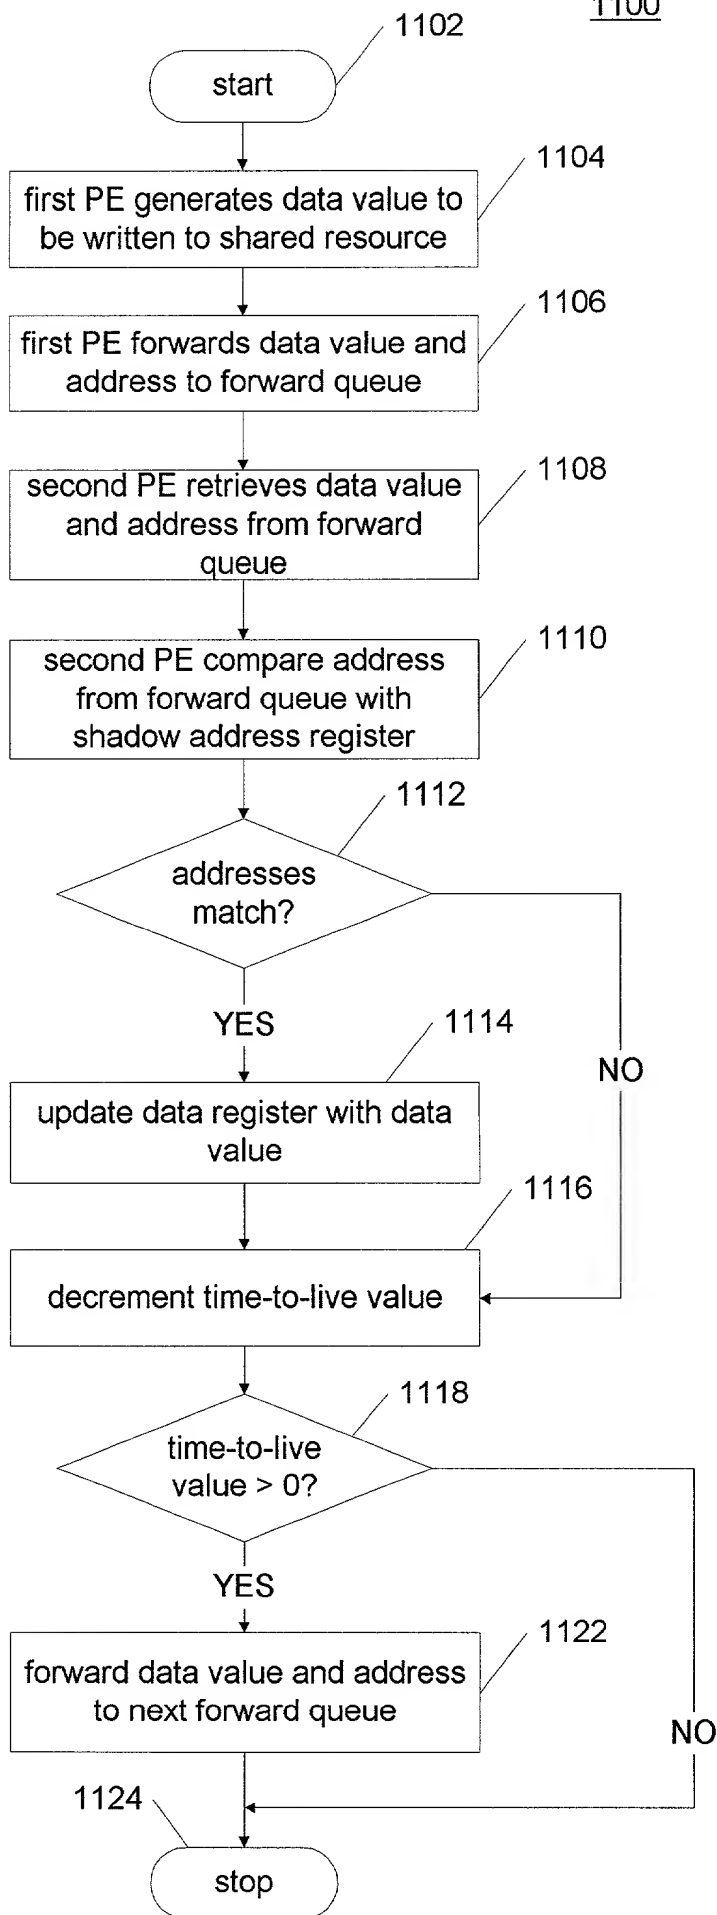 1100
1102
start
1104
first PE generates data value to
be written to shared resource
1106
first PE forwards data value and
address to forward queue
1108
second PE retrieves data value
and address from forward
queue
1110
second PE compare address
from forward queue with
shadow address register
1112
addresses
match?
YES
NO
1114
update data register with data
value
1116
decrement time-to-live value
1118
time-to-live
value > 0?
YES
NO
1122
forward data value and address
to next forward queue
1124
stop